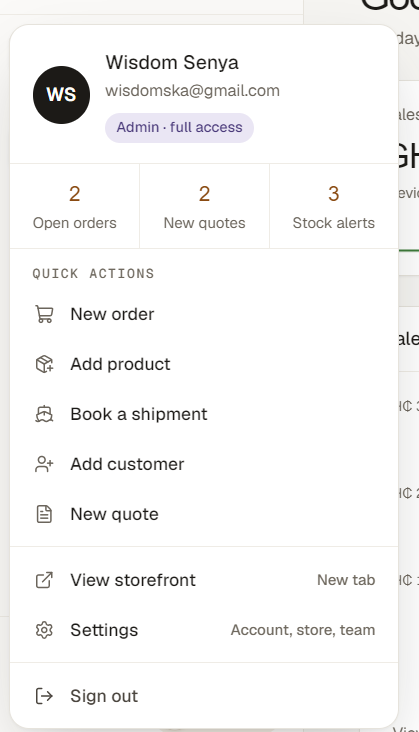 WS
Wisdom Senya
wisdomska@gmail.com
Admin · full access
2
Open orders
2
New quotes
3
Stock alerts
QUICK ACTIONS
New order
Add product
Book a shipment
Add customer
New quote
View storefront
New tab
Settings
Account, store, team
Sign out